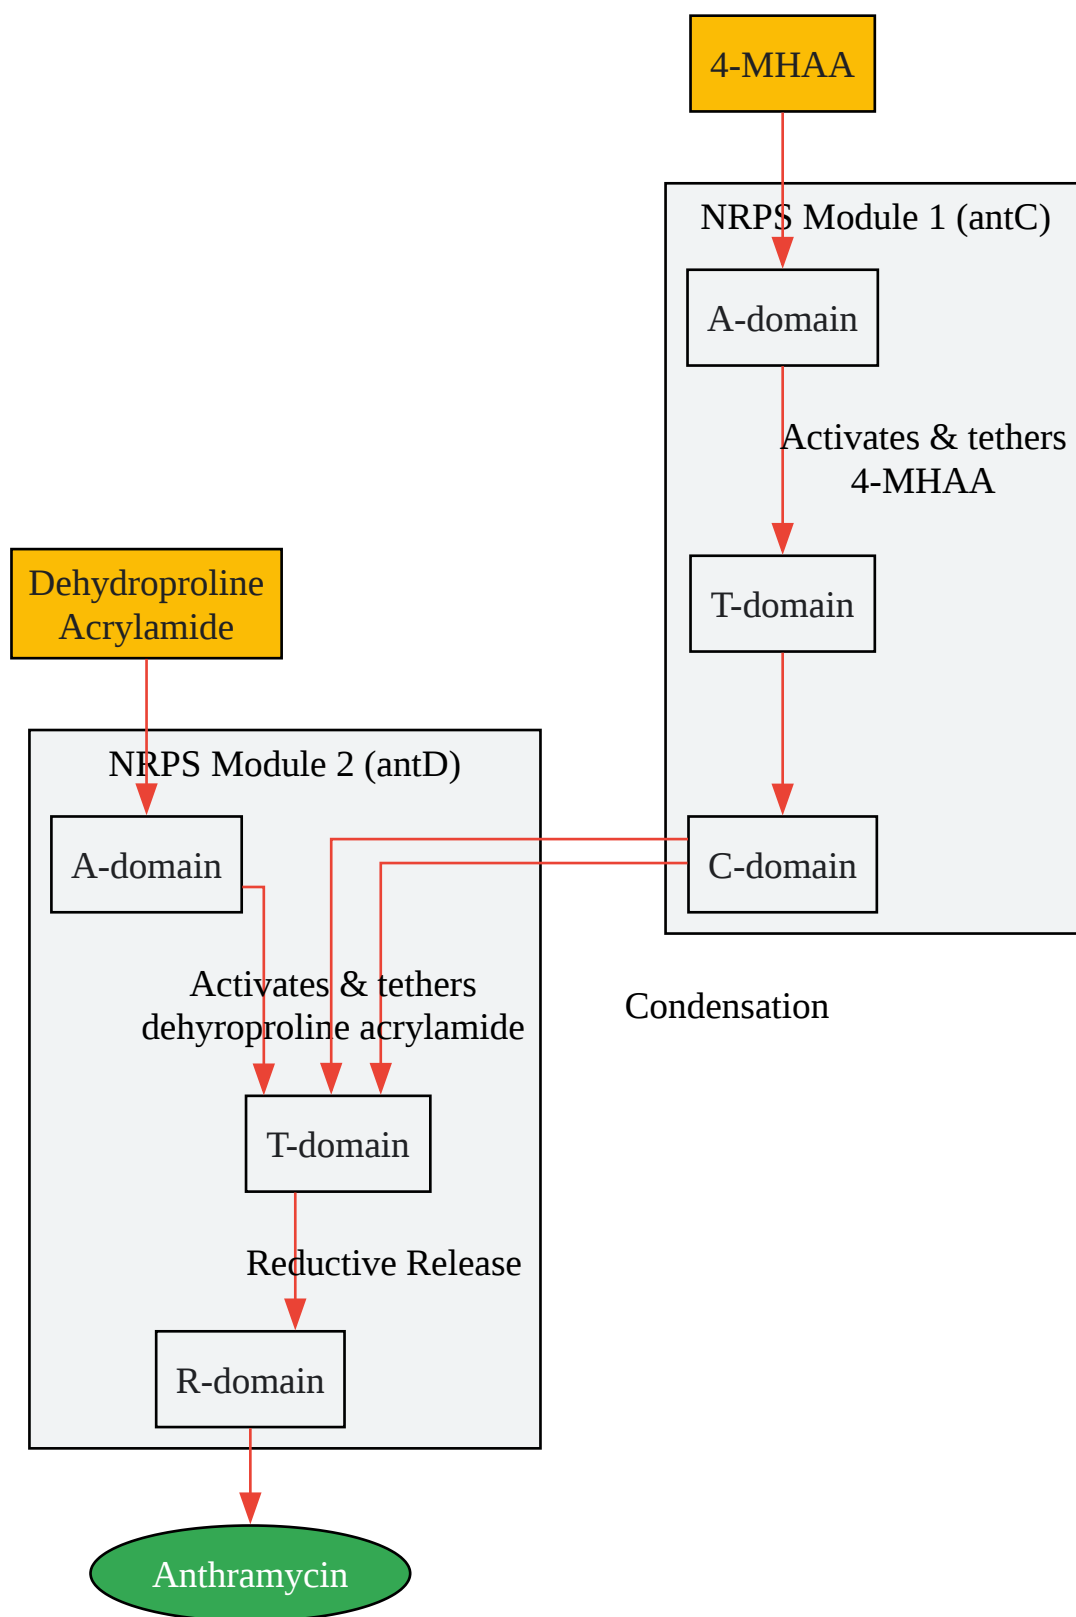 4-MHAA
NRPS Module 1 (antC)
A-domain
Activates & tethers
4-MHAA
T-domain
Dehydroproline
Acrylamide
NRPS Module 2 (antD)
A-domain
C-domain
Activates & tethers
dehyroproline acrylamide
Condensation
T-domain
Reductive Release
R-domain
Anthramycin